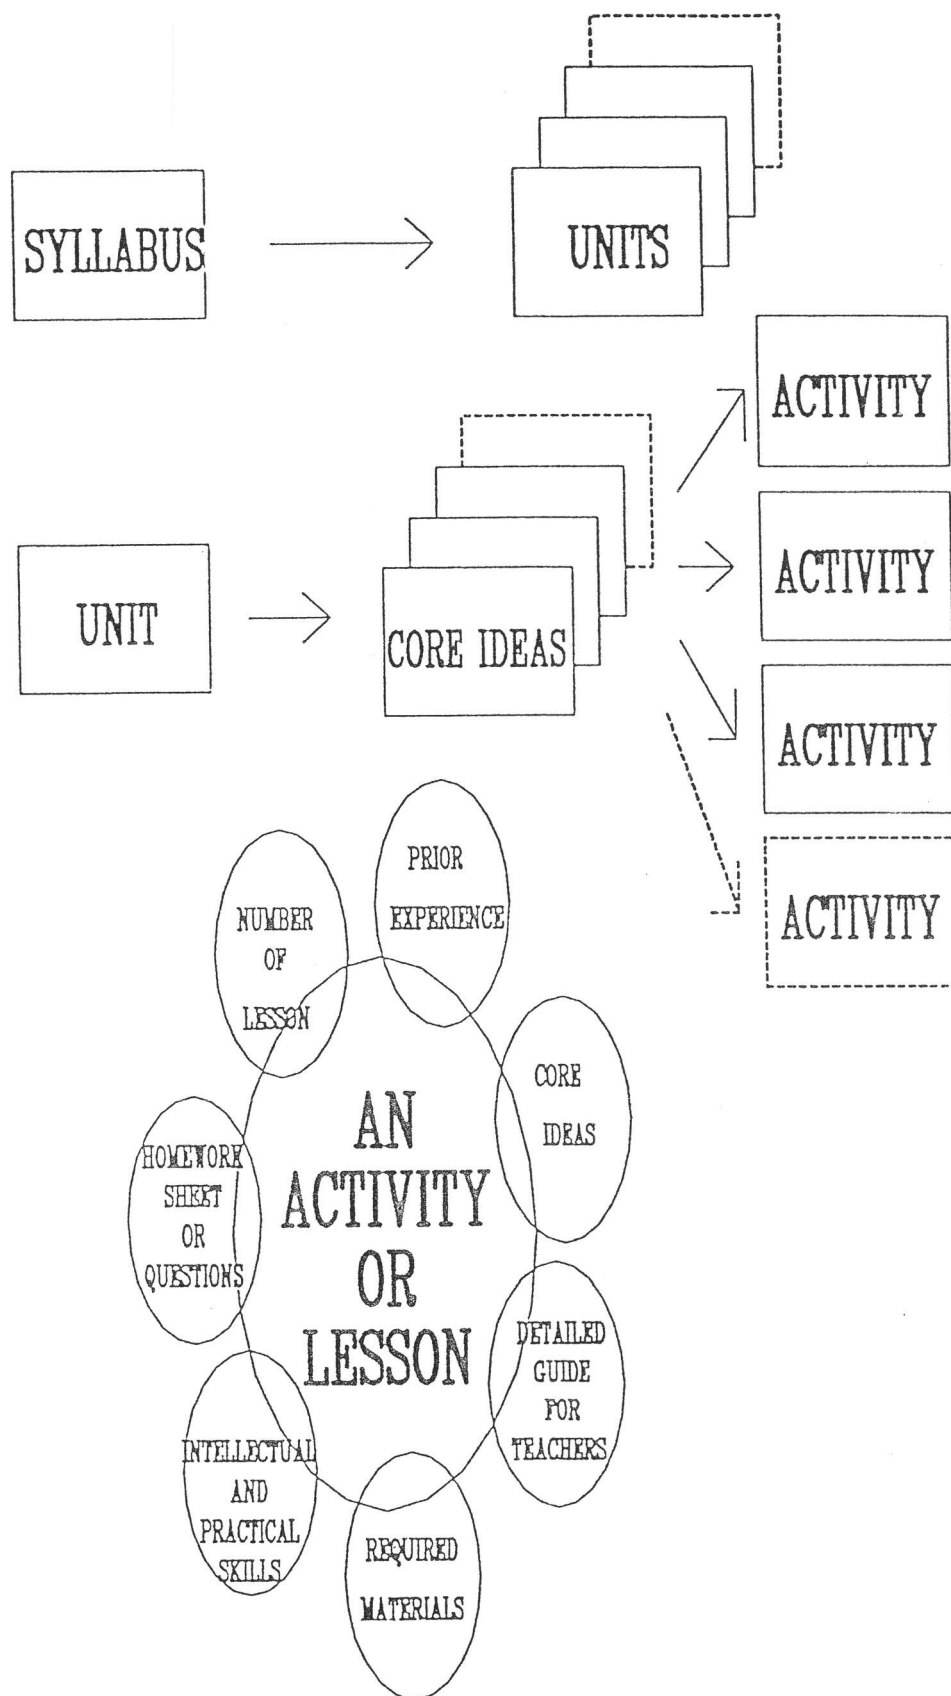 SYLLABUS
UNITS
UNIT
CORE IDEAS
ACTIVITY
ACTIVITY
ACTIVITY
ACTIVITY
PRIOR
EXPERIENCE
NUMBER
OF
LESSON
CORE
IDEAS
HOMEWORK
SHEET
OR
QUESTIONS
AN
ACTIVITY
OR
LESSON
DETAILED
GUIDE
FOR
TEACHERS
INTELLECTUAL
AND
PRACTICAL
SKILLS
REQUIRED
MATERIALS